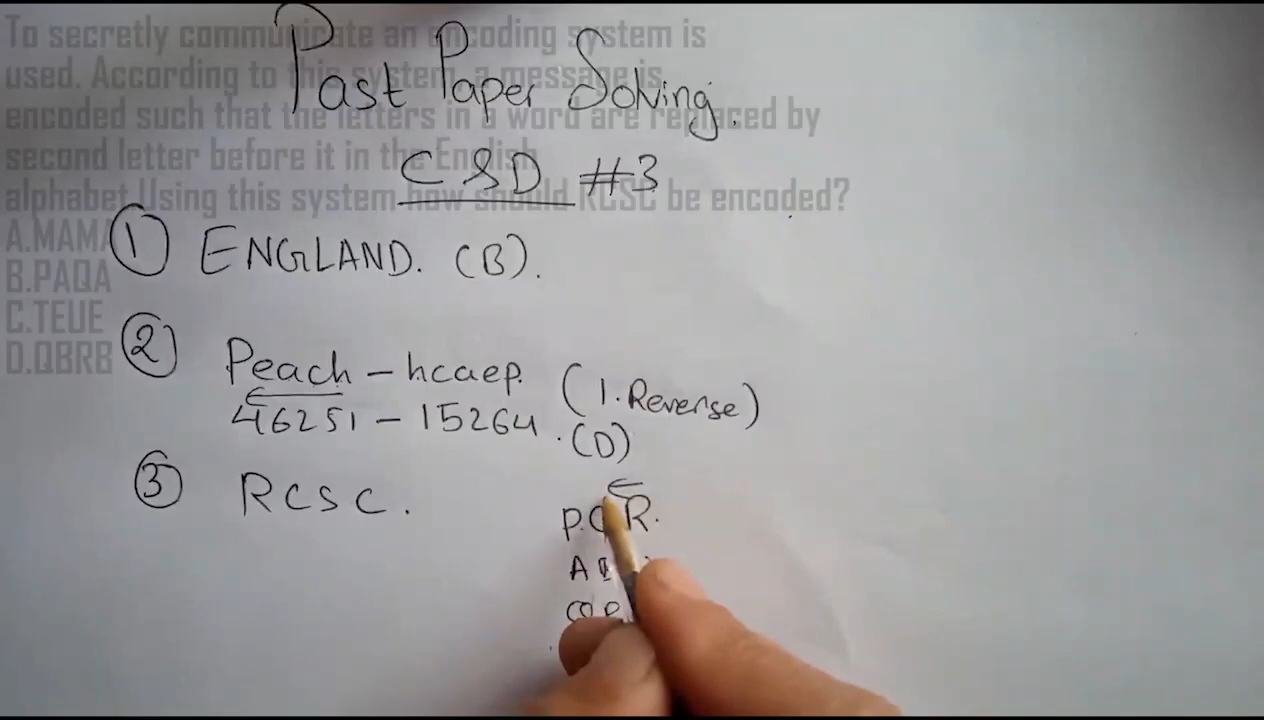 To secretly communicate an encoding system is
used. According to this system a message is
encoded such that the letters in a word are replaced by
second letter before it in the English
alphabet.Using this system how should RCSC be encoded?
A.MAMA
B.PAQA
C.TEUE
D.QBRB
Past Paper Solving.
CSD #3
1 ENGLAND. (B).
2 Peach - hcaep. (1.Reverse)
46251 - 15264. (D)
3 RCSC.
P.Q R.
A